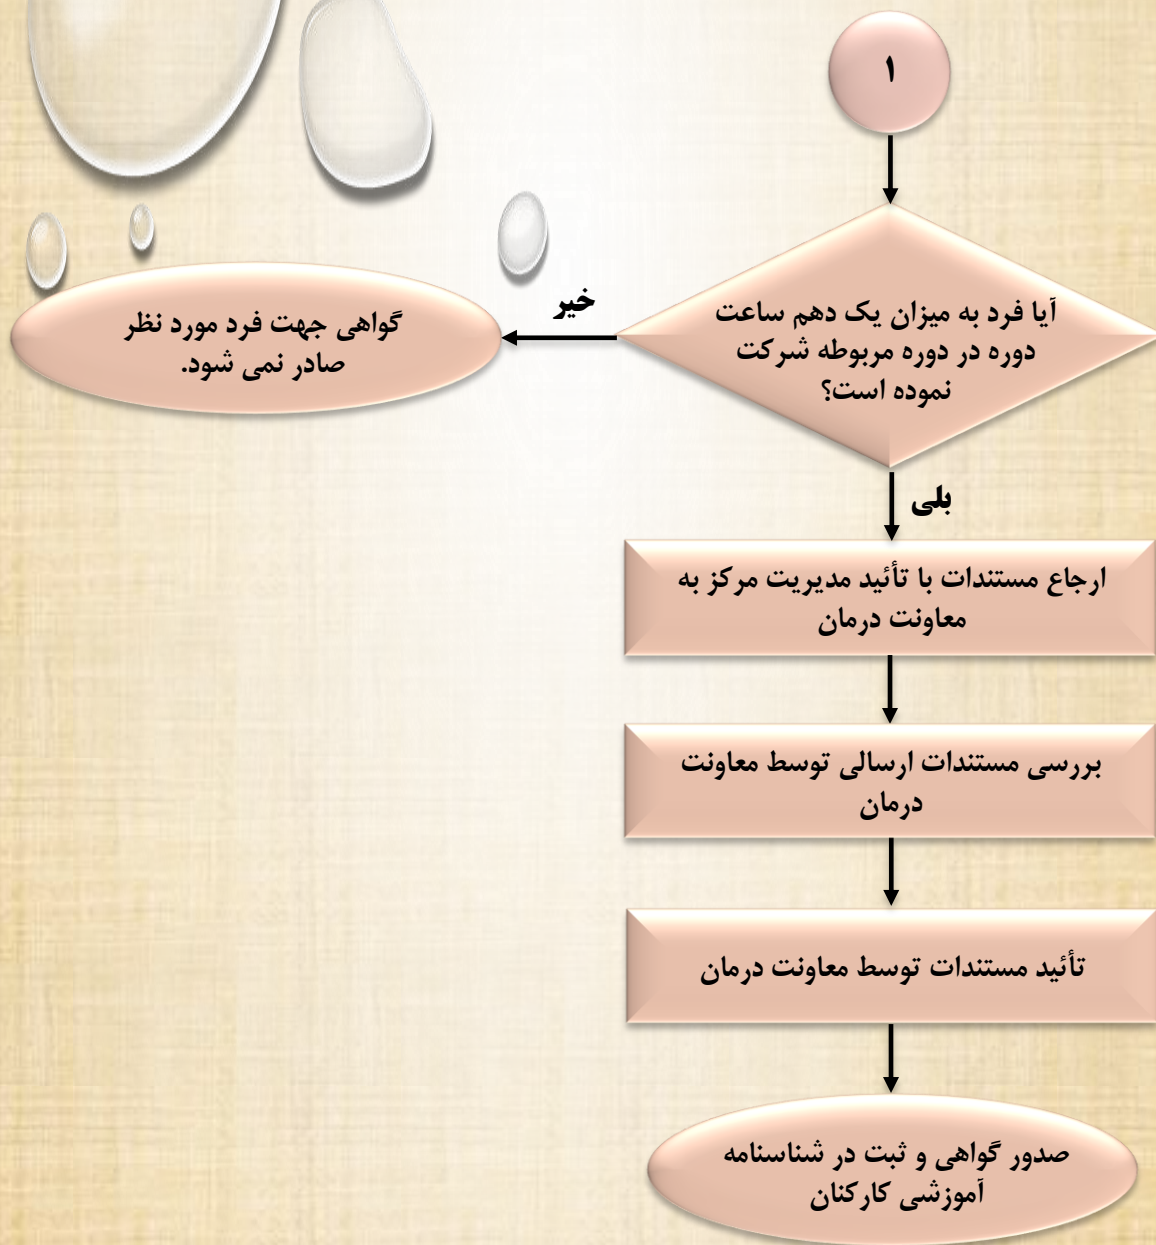 ۱
آیا فرد به میزان یک دهم ساعت
دوره در دوره مربوطه شرکت
نموده است؟
خیر
گواهی جهت فرد مورد نظر
صادر نمی شود.
بلی
ارجاع مستندات با تأئید مدیریت مرکز به
معاونت درمان
بررسی مستندات ارسالی توسط معاونت
درمان
تأئید مستندات توسط معاونت درمان
صدور گواهی و ثبت در شناسنامه
آموزشی کارکنان